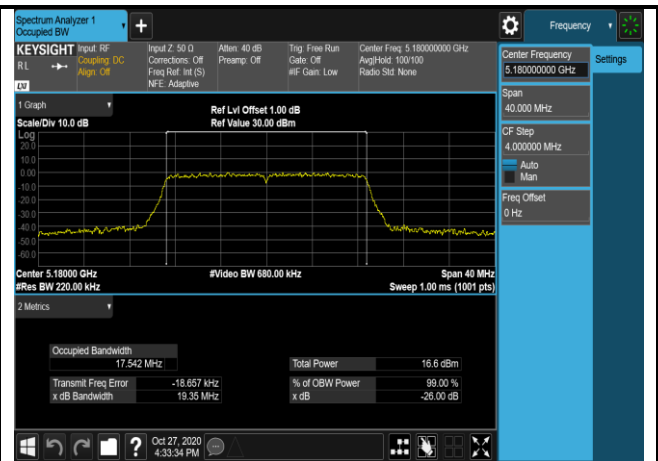 Spectrum Analyzer 1
Occupied BW
+
Frequency
KEYSIGHT
RL
LXI
Input: RF
Coupling: DC
Align: Off
Input Z: 50 Ω
Corrections: Off
Freq Ref: Int (S)
NFE: Adaptive
Atten: 40 dB
Preamp: Off
Trig: Free Run
Gate: Off
#IF Gain: Low
Center Freq: 5.180000000 GHz
Avg|Hold: 100/100
Radio Std: None
Center Frequency
5.180000000 GHz
Settings
Span
40.000 MHz
CF Step
4.000000 MHz
Auto
Man
Freq Offset
0 Hz
1 Graph
Scale/Div 10.0 dB
Ref Lvl Offset 1.00 dB
Ref Value 30.00 dBm
Log
20.0
10.0
0.00
-10.0
-20.0
-30.0
-40.0
-50.0
-60.0
Center 5.18000 GHz
#Video BW 680.00 kHz
Span 40 MHz
#Res BW 220.00 kHz
Sweep 1.00 ms (1001 pts)
2 Metrics
Occupied Bandwidth
17.542 MHz
Total Power 16.6 dBm
Transmit Freq Error -18.657 kHz
% of OBW Power 99.00 %
x dB Bandwidth 19.35 MHz
x dB -26.00 dB
?
Oct 27, 2020
4:33:34 PM